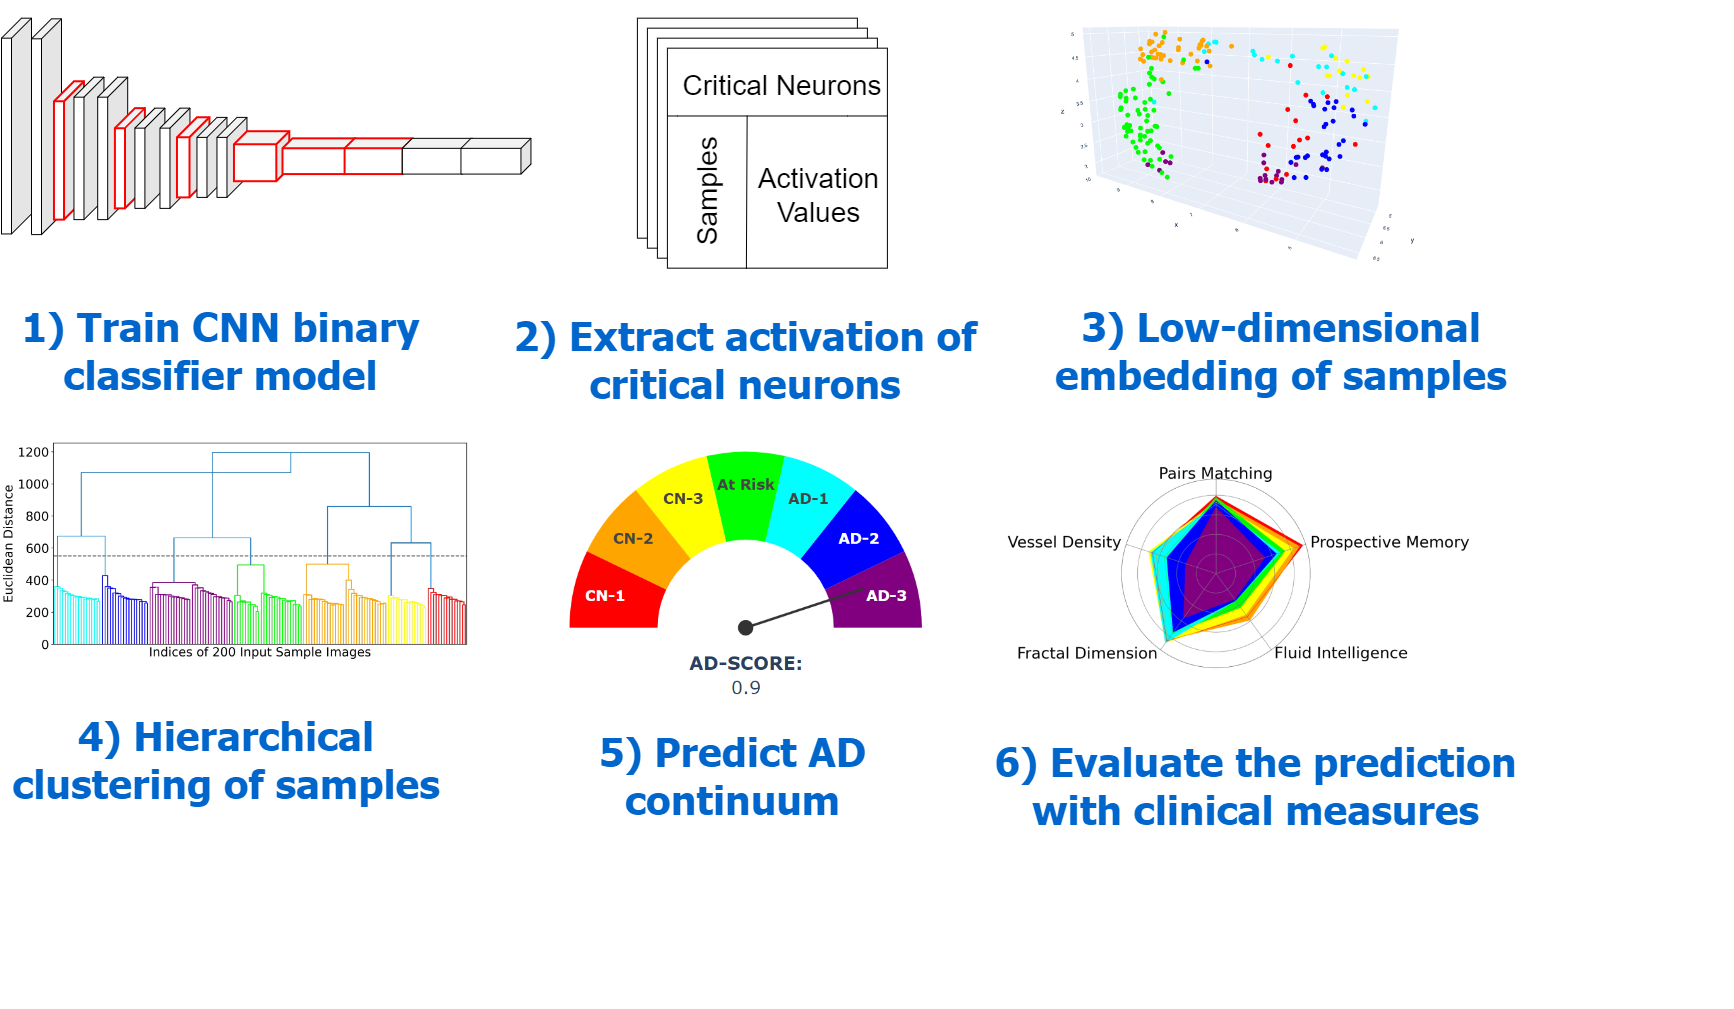 Critical Neurons
Samples
Activation
Values
z
x
y
1) Train CNN binary
classifier model
2) Extract activation of
critical neurons
3) Low-dimensional
embedding of samples
1200
1000
800
600
400
200
0
Euclidean Distance
Indices of 200 Input Sample Images
CN-1
CN-2
CN-3
At Risk
AD-1
AD-2
AD-3
AD-SCORE:
0.9
Pairs Matching
Vessel Density
Prospective Memory
Fractal Dimension
Fluid Intelligence
4) Hierarchical
clustering of samples
5) Predict AD
continuum
6) Evaluate the prediction
with clinical measures